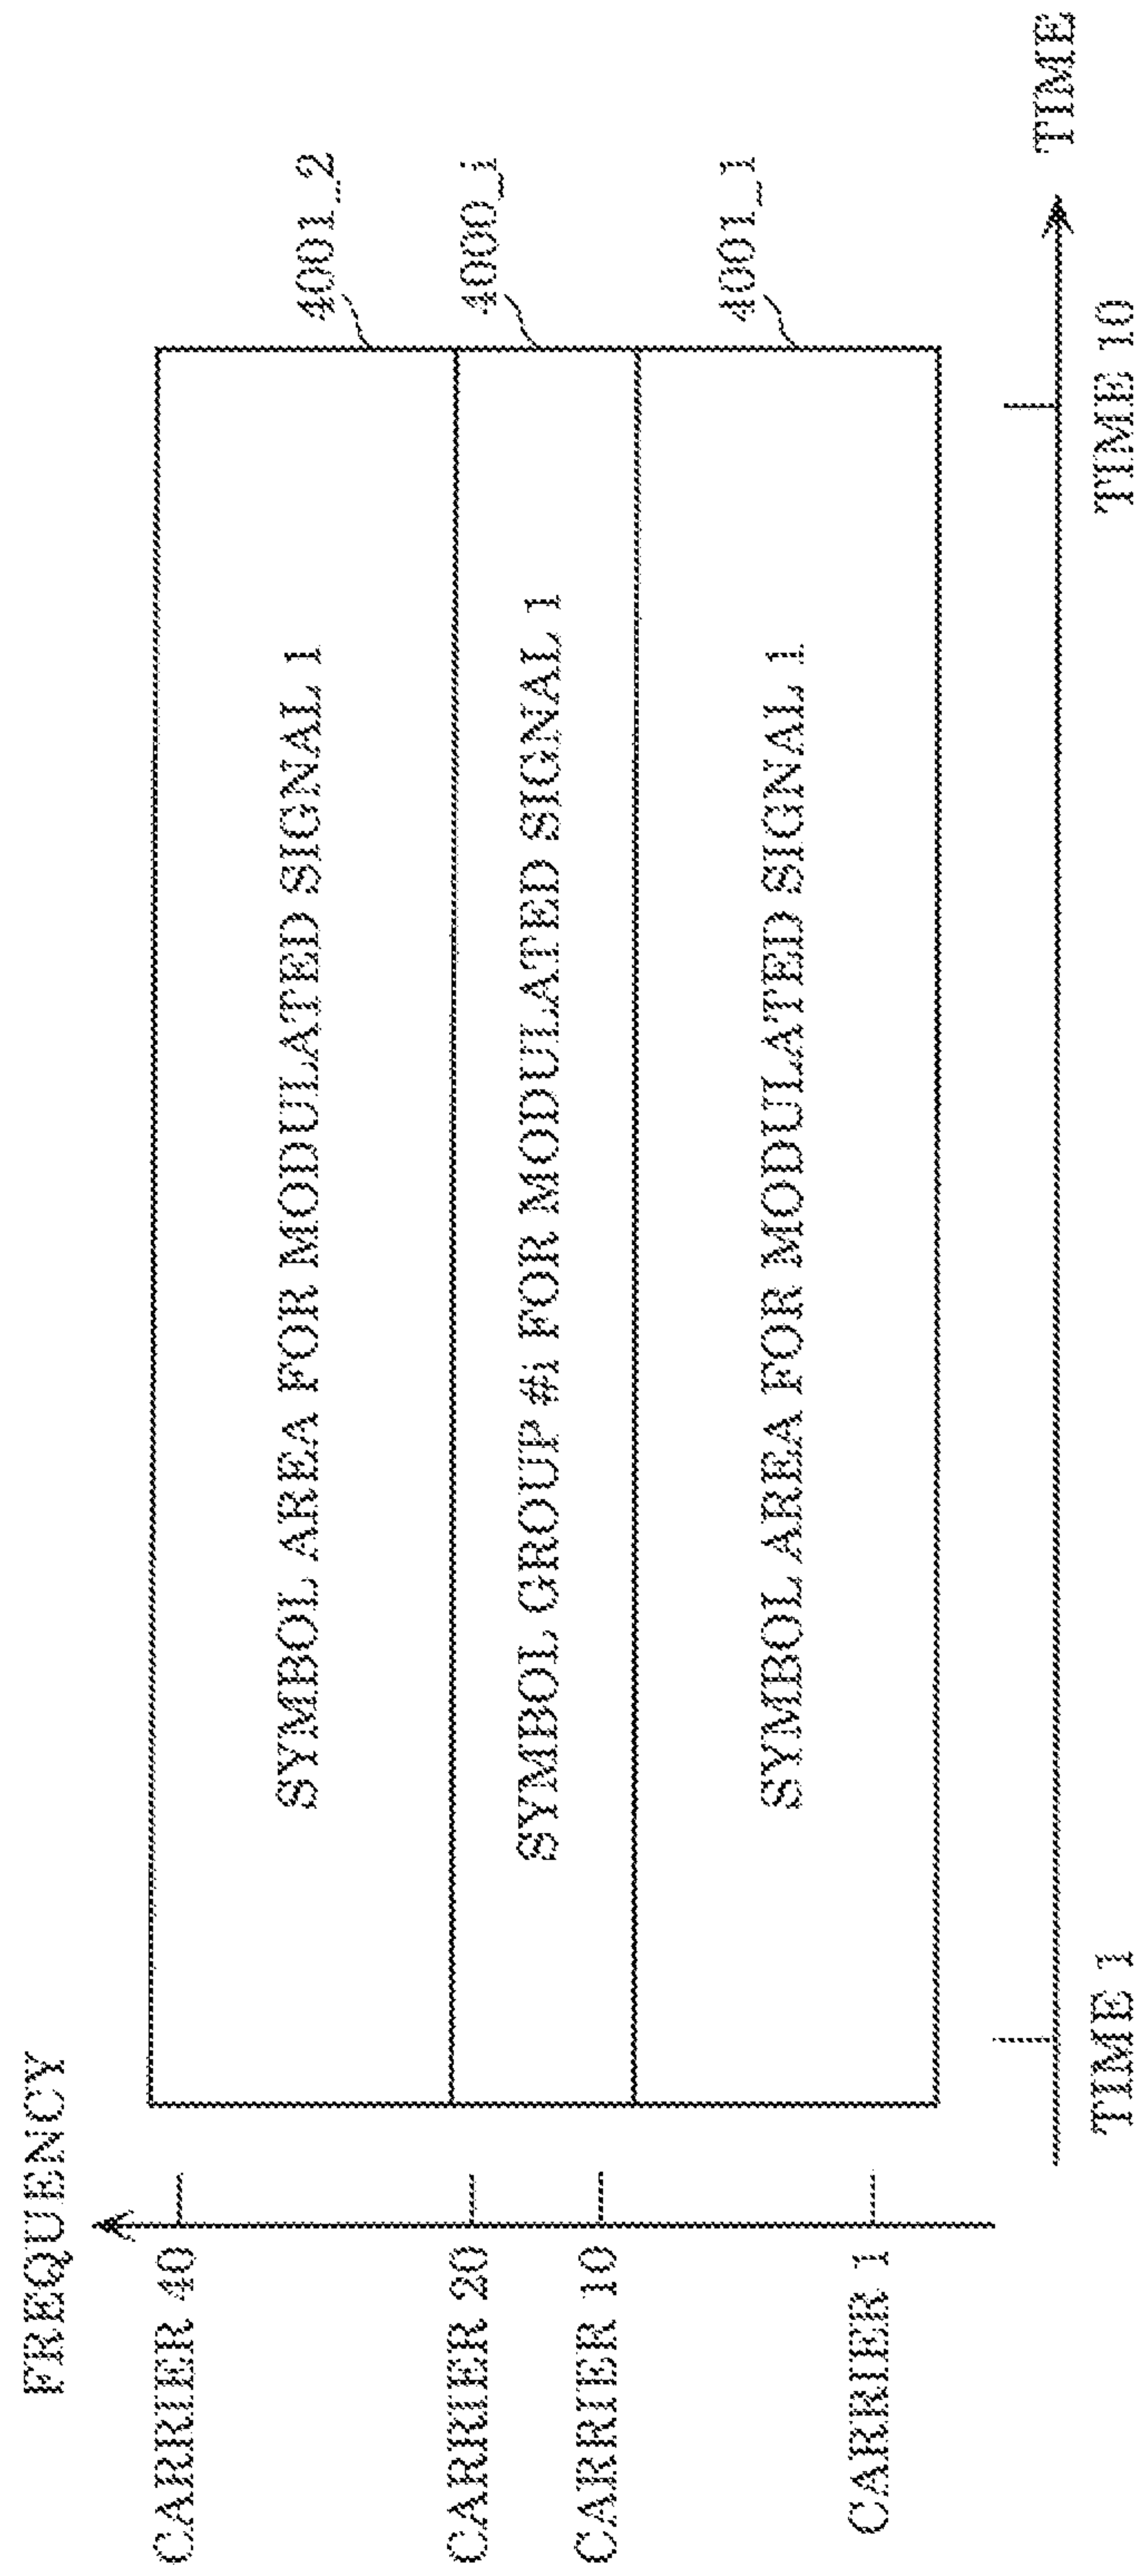 FREQUENCY
CARRIER 40
CARRIER 20
CARRIER 10
CARRIER 1
SYMBOL AREA FOR MODULATED SIGNAL 1
4001_2
SYMBOL GROUP #i FOR MODULATED SIGNAL 1
4000_i
SYMBOL AREA FOR MODULATED SIGNAL 1
4001_1
TIME 1
TIME 10
TIME